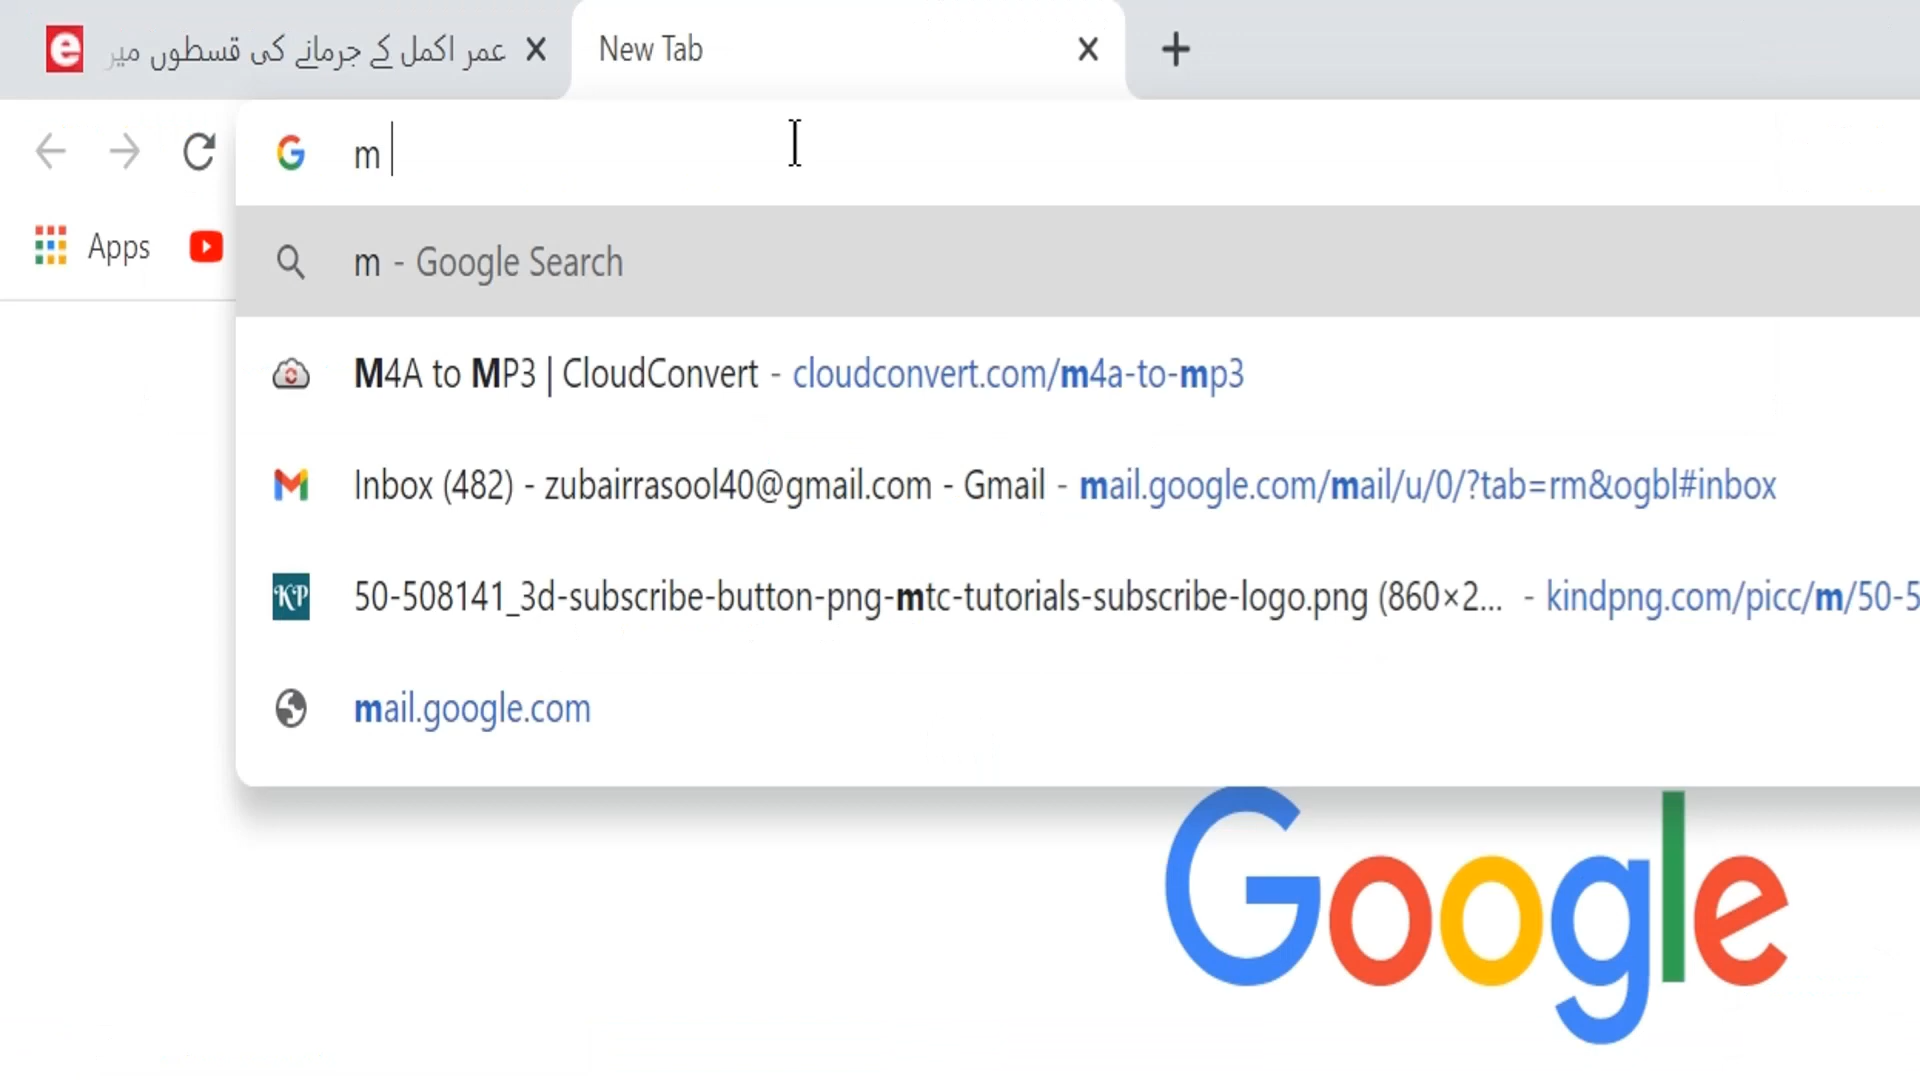 عمر اکمل کے جرمانے کی قسطوں میر
New Tab
m
Apps
m - Google Search
M4A to MP3 | CloudConvert - cloudconvert.com/m4a-to-mp3
Inbox (482) - zubairrasool40@gmail.com - Gmail - mail.google.com/mail/u/0/?tab=rm&ogbl#inbox
KP
50-508141_3d-subscribe-button-png-mtc-tutorials-subscribe-logo.png (860×2... - kindpng.com/picc/m/50-5
mail.google.com
Google